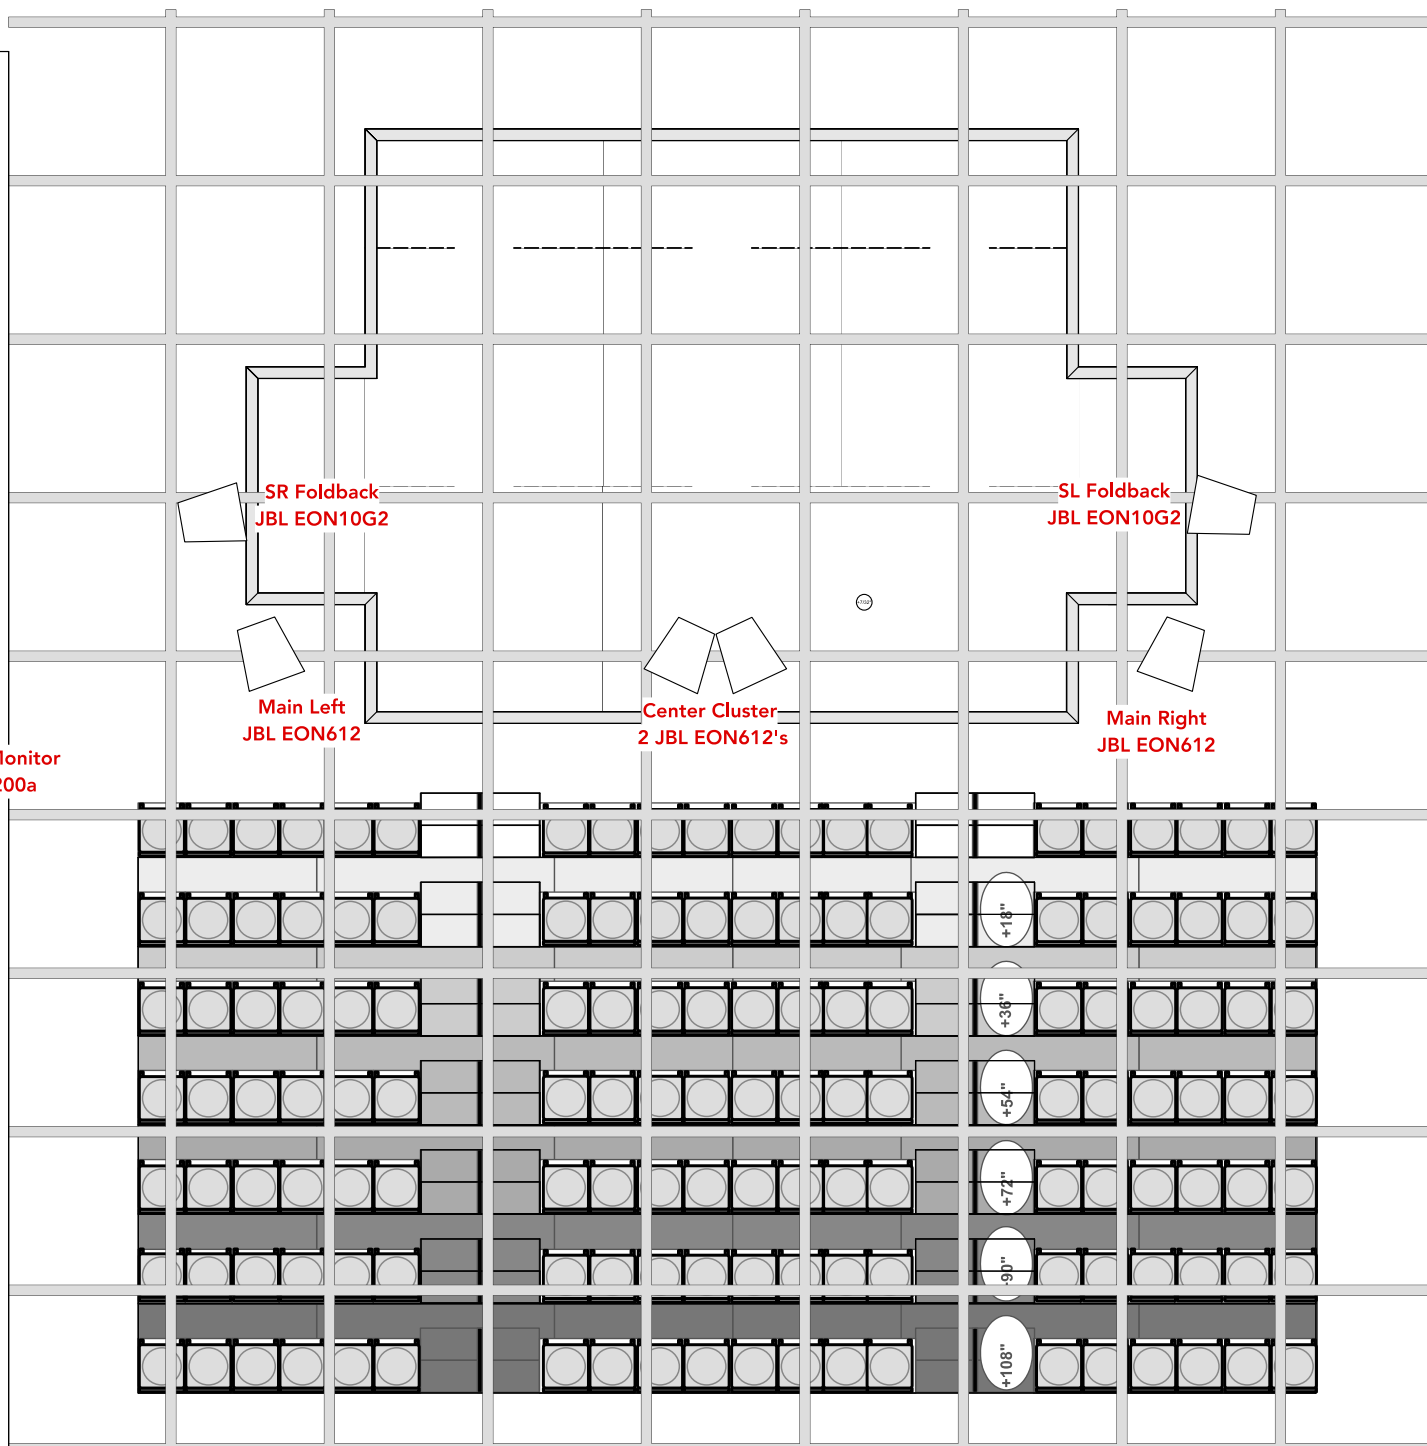 SR Foldback
JBL EON10G2
SL Foldback
JBL EON10G2
Main Left
JBL EON612
Center Cluster
2 JBL EON612's
Main Right
JBL EON612
200a
+18"
+36"
+54"
+72"
+108"